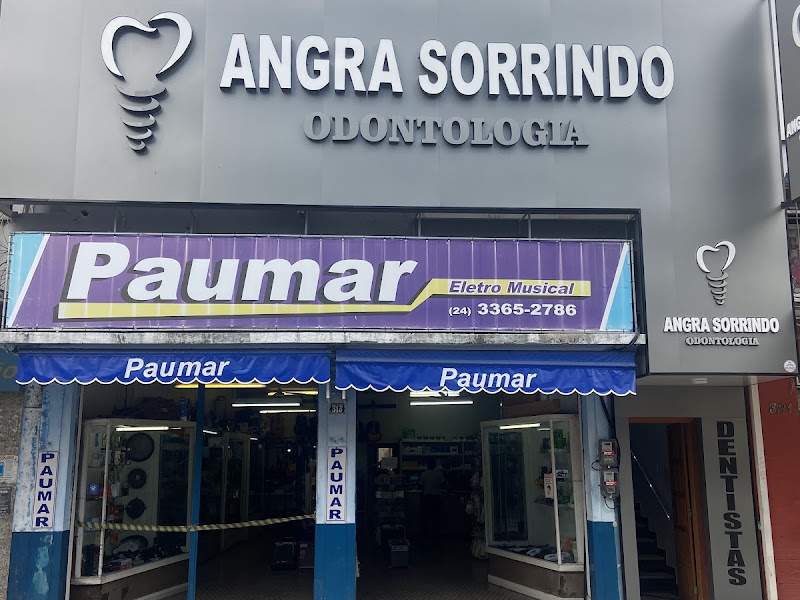 ANGRA SORRINDO
ODONTOLOGIA
Paumar
Eletro Musical
(24) 3365-2786
ANGRA SORRINDO
ODONTOLOGIA
Paumar
Paumar
PAUMAR
PAUMAR
DENTISTAS